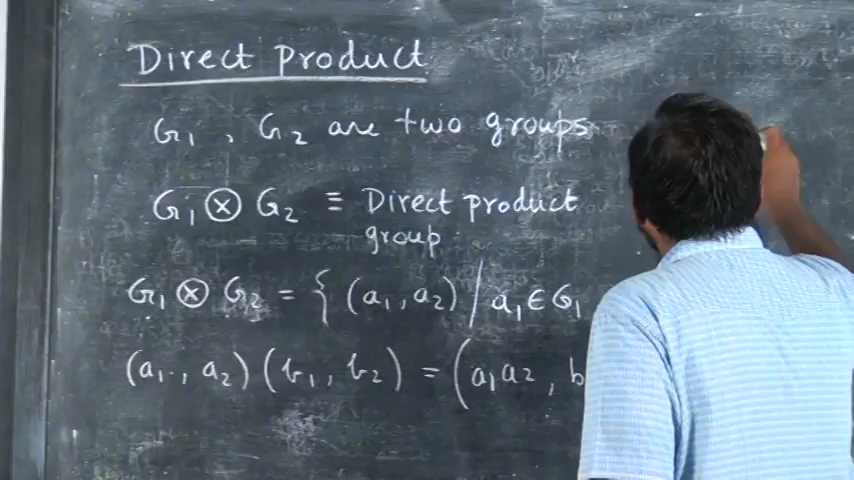 Direct product
G₁ , G₂ are two groups
G₁ ⊗ G₂ ≡ Direct product
group
G₁ ⊗ G₂ = { (a₁, a₂) / a₁ ∈ G₁
(a₁, a₂) (b₁, b₂) = (a₁a₂, b